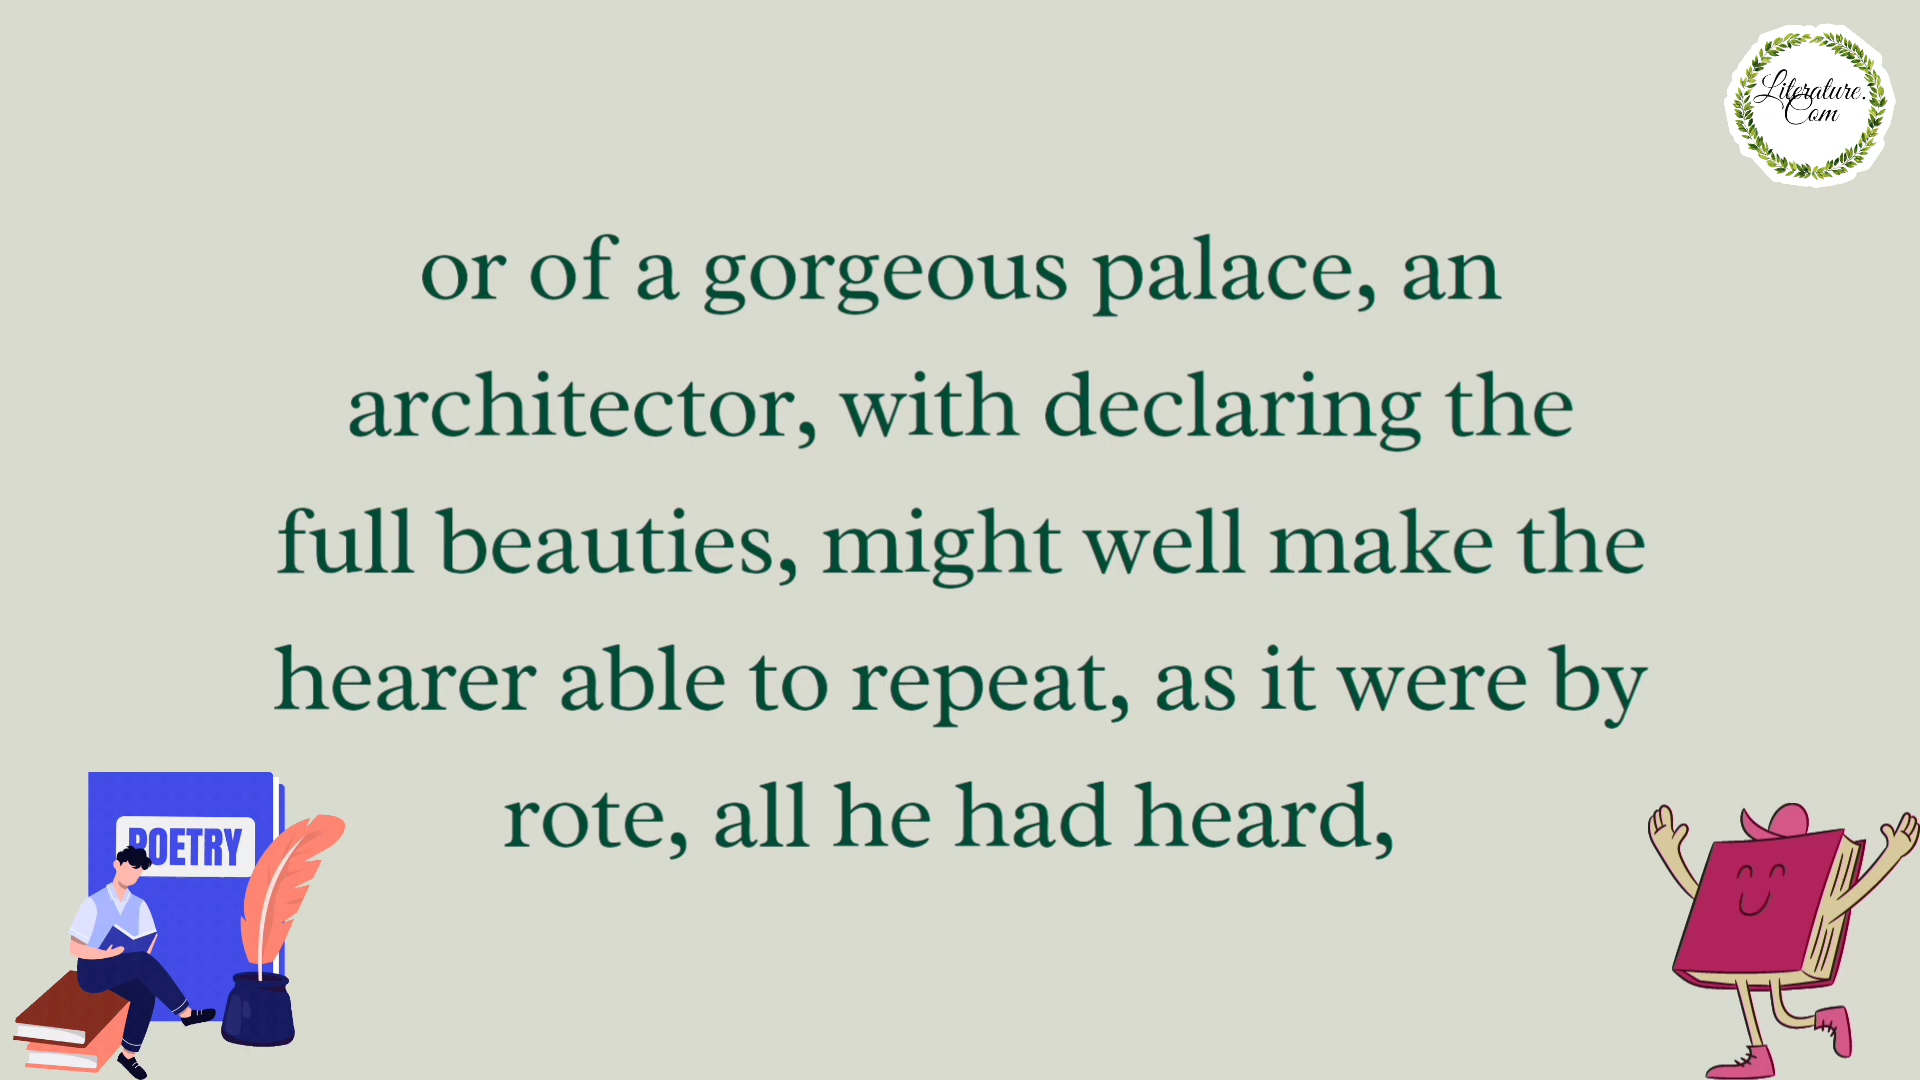 Literature.
Com
or of a gorgeous palace, an
architector, with declaring the
full beauties, might well make the
hearer able to repeat, as it were by
rote, all he had heard,
POETRY